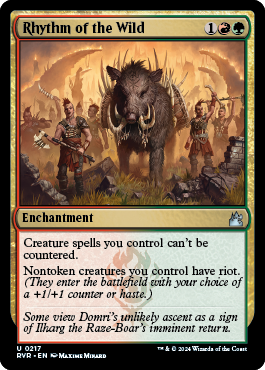 Rhythm of the Wild 1
Enchantment
Creature spells you control can't be
countered.
Nontoken creatures you control have riot.
(They enter the battlefield with your choice
of a +1/+1 counter or haste.)
Some view Domri's unlikely ascent as a sign
of Ilharg the Raze-Boar's imminent return.
U 0217
RVR • EN Maxime Minard
™ & © 2024 Wizards of the Coast